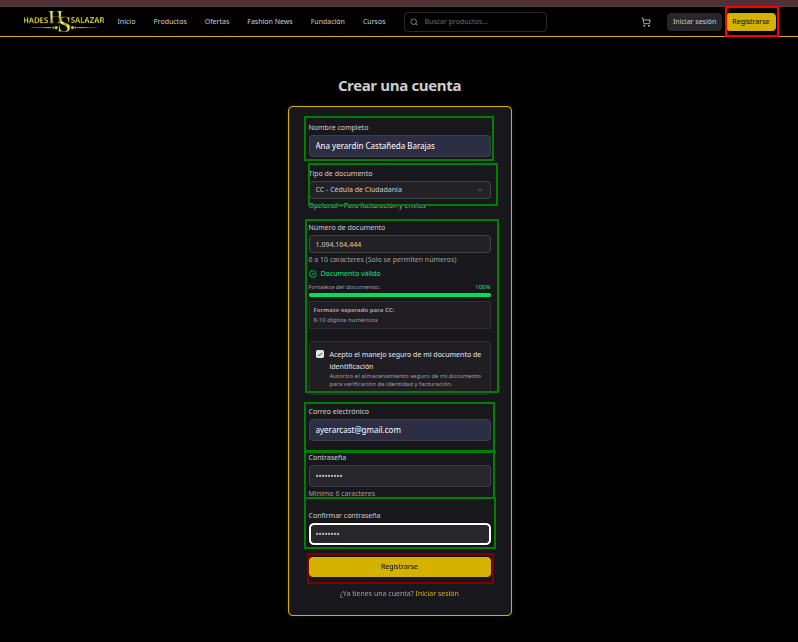 HADES HS SALAZAR Inicio Productos Ofertas Fashion News Fundación Cursos Buscar productos... Iniciar sesión Registrarse
Crear una cuenta
Nombre completo
Ana yerardin Castañeda Barajas
Tipo de documento
CC - Cédula de Ciudadanía
Opcional - Para facturación y envíos
Número de documento
1.094.164.444
6 a 10 caracteres (Solo se permiten números)
Documento válido
Fortaleza del documento: 100%
Formato esperado para CC:
8-10 dígitos numéricos
Acepto el manejo seguro de mi documento de
identificación
Autorizo el almacenamiento seguro de mi documento
para verificación de identidad y facturación.
Correo electrónico
ayerarcast@gmail.com
Contraseña
•••••••••
Mínimo 6 caracteres
Confirmar contraseña
••••••••
Registrarse
¿Ya tienes una cuenta? Iniciar sesión